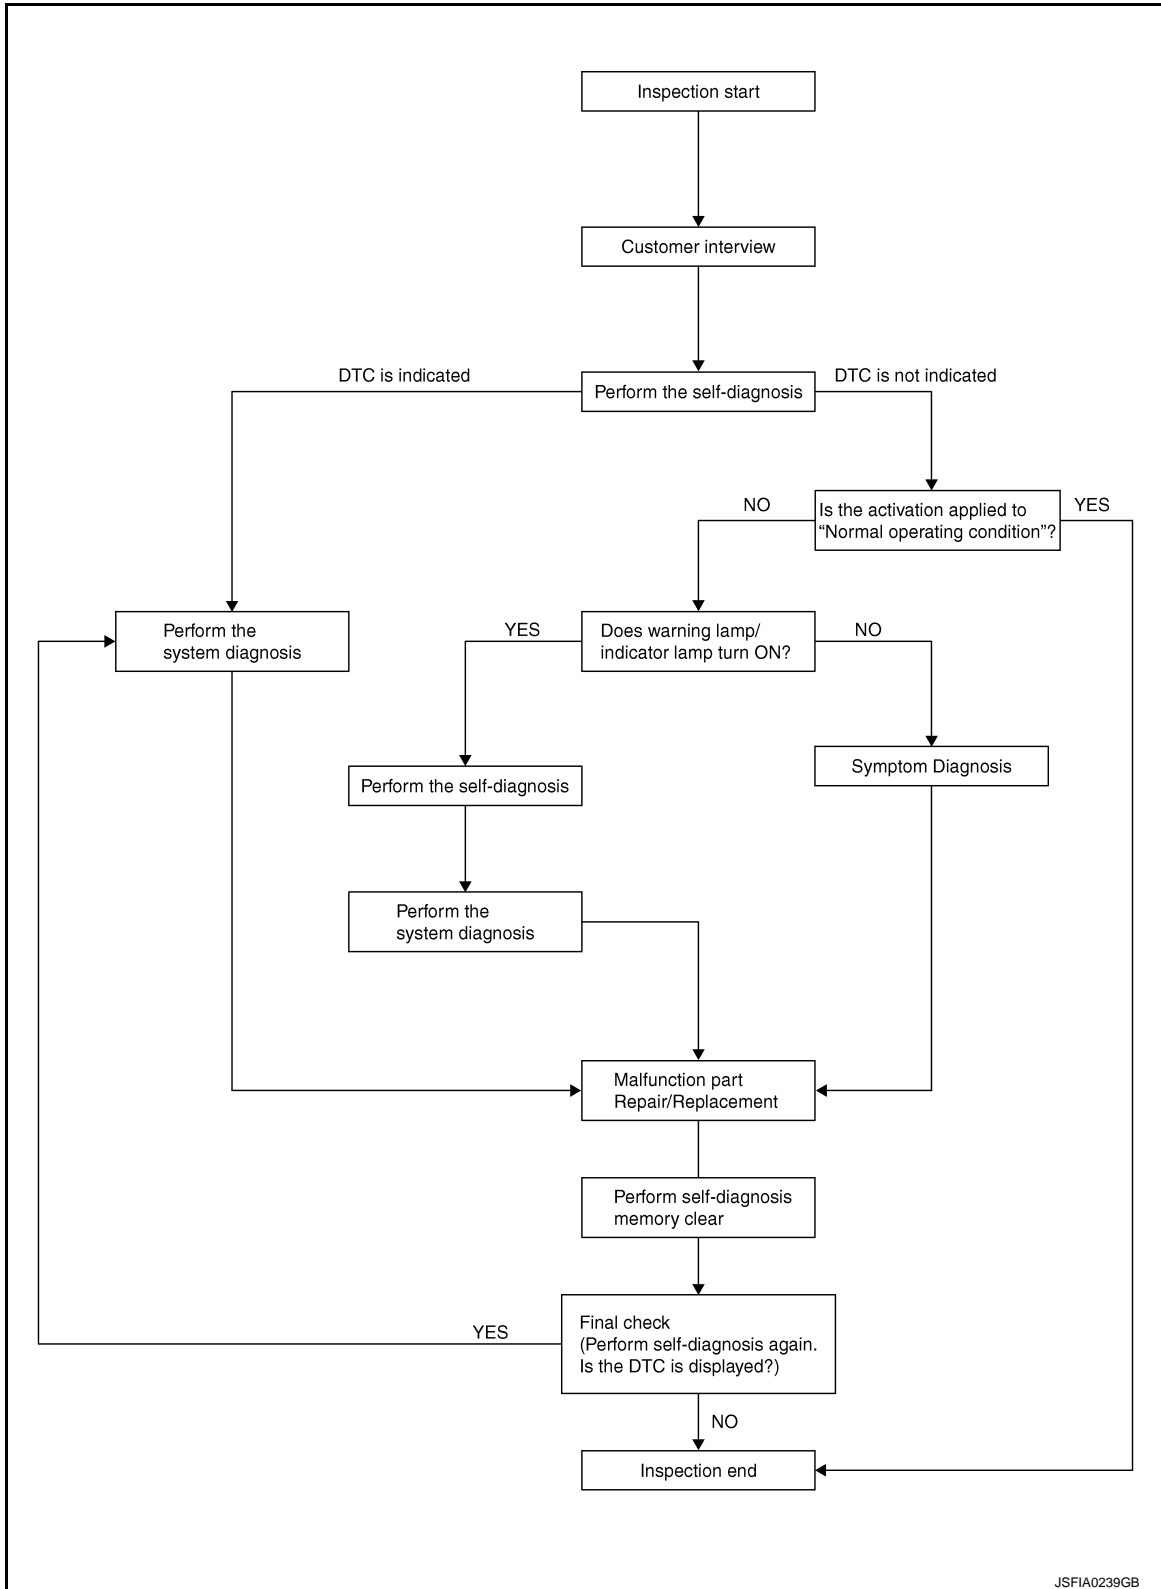 Inspection start
Customer interview
DTC is indicated
Perform the self-diagnosis
DTC is not indicated
NO
Is the activation applied to
“Normal operating condition”?
YES
Perform the
system diagnosis
YES
Does warning lamp/
indicator lamp turn ON?
NO
Perform the self-diagnosis
Symptom Diagnosis
Perform the
system diagnosis
Malfunction part
Repair/Replacement
Perform self-diagnosis
memory clear
YES
Final check
(Perform self-diagnosis again.
Is the DTC is displayed?)
NO
Inspection end
JSFIA0239GB